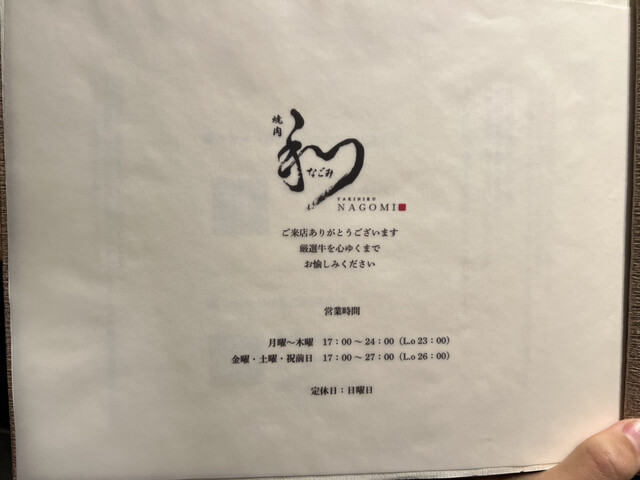 焼肉
和
なごみ
YAKINIKU
NAGOMI
ご来店ありがとうございます
厳選牛を心ゆくまで
お愉しみください
営業時間
月曜〜木曜 17：00 〜 24：00（L.o 23：00）
金曜・土曜・祝前日 17：00 〜 27：00（L.o 26：00）
定休日：日曜日